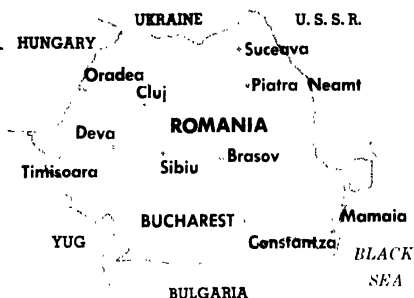 UKRAINE
U. S. S. R.
HUNGARY
Suceava
Oradea
Cluj
Piatra Neamt
ROMANIA
Deva
Brasov
Timisoara
Sibiu
BUCHAREST
Mamaia
YUG
Constantza
BLACK
SEA
BULGARIA